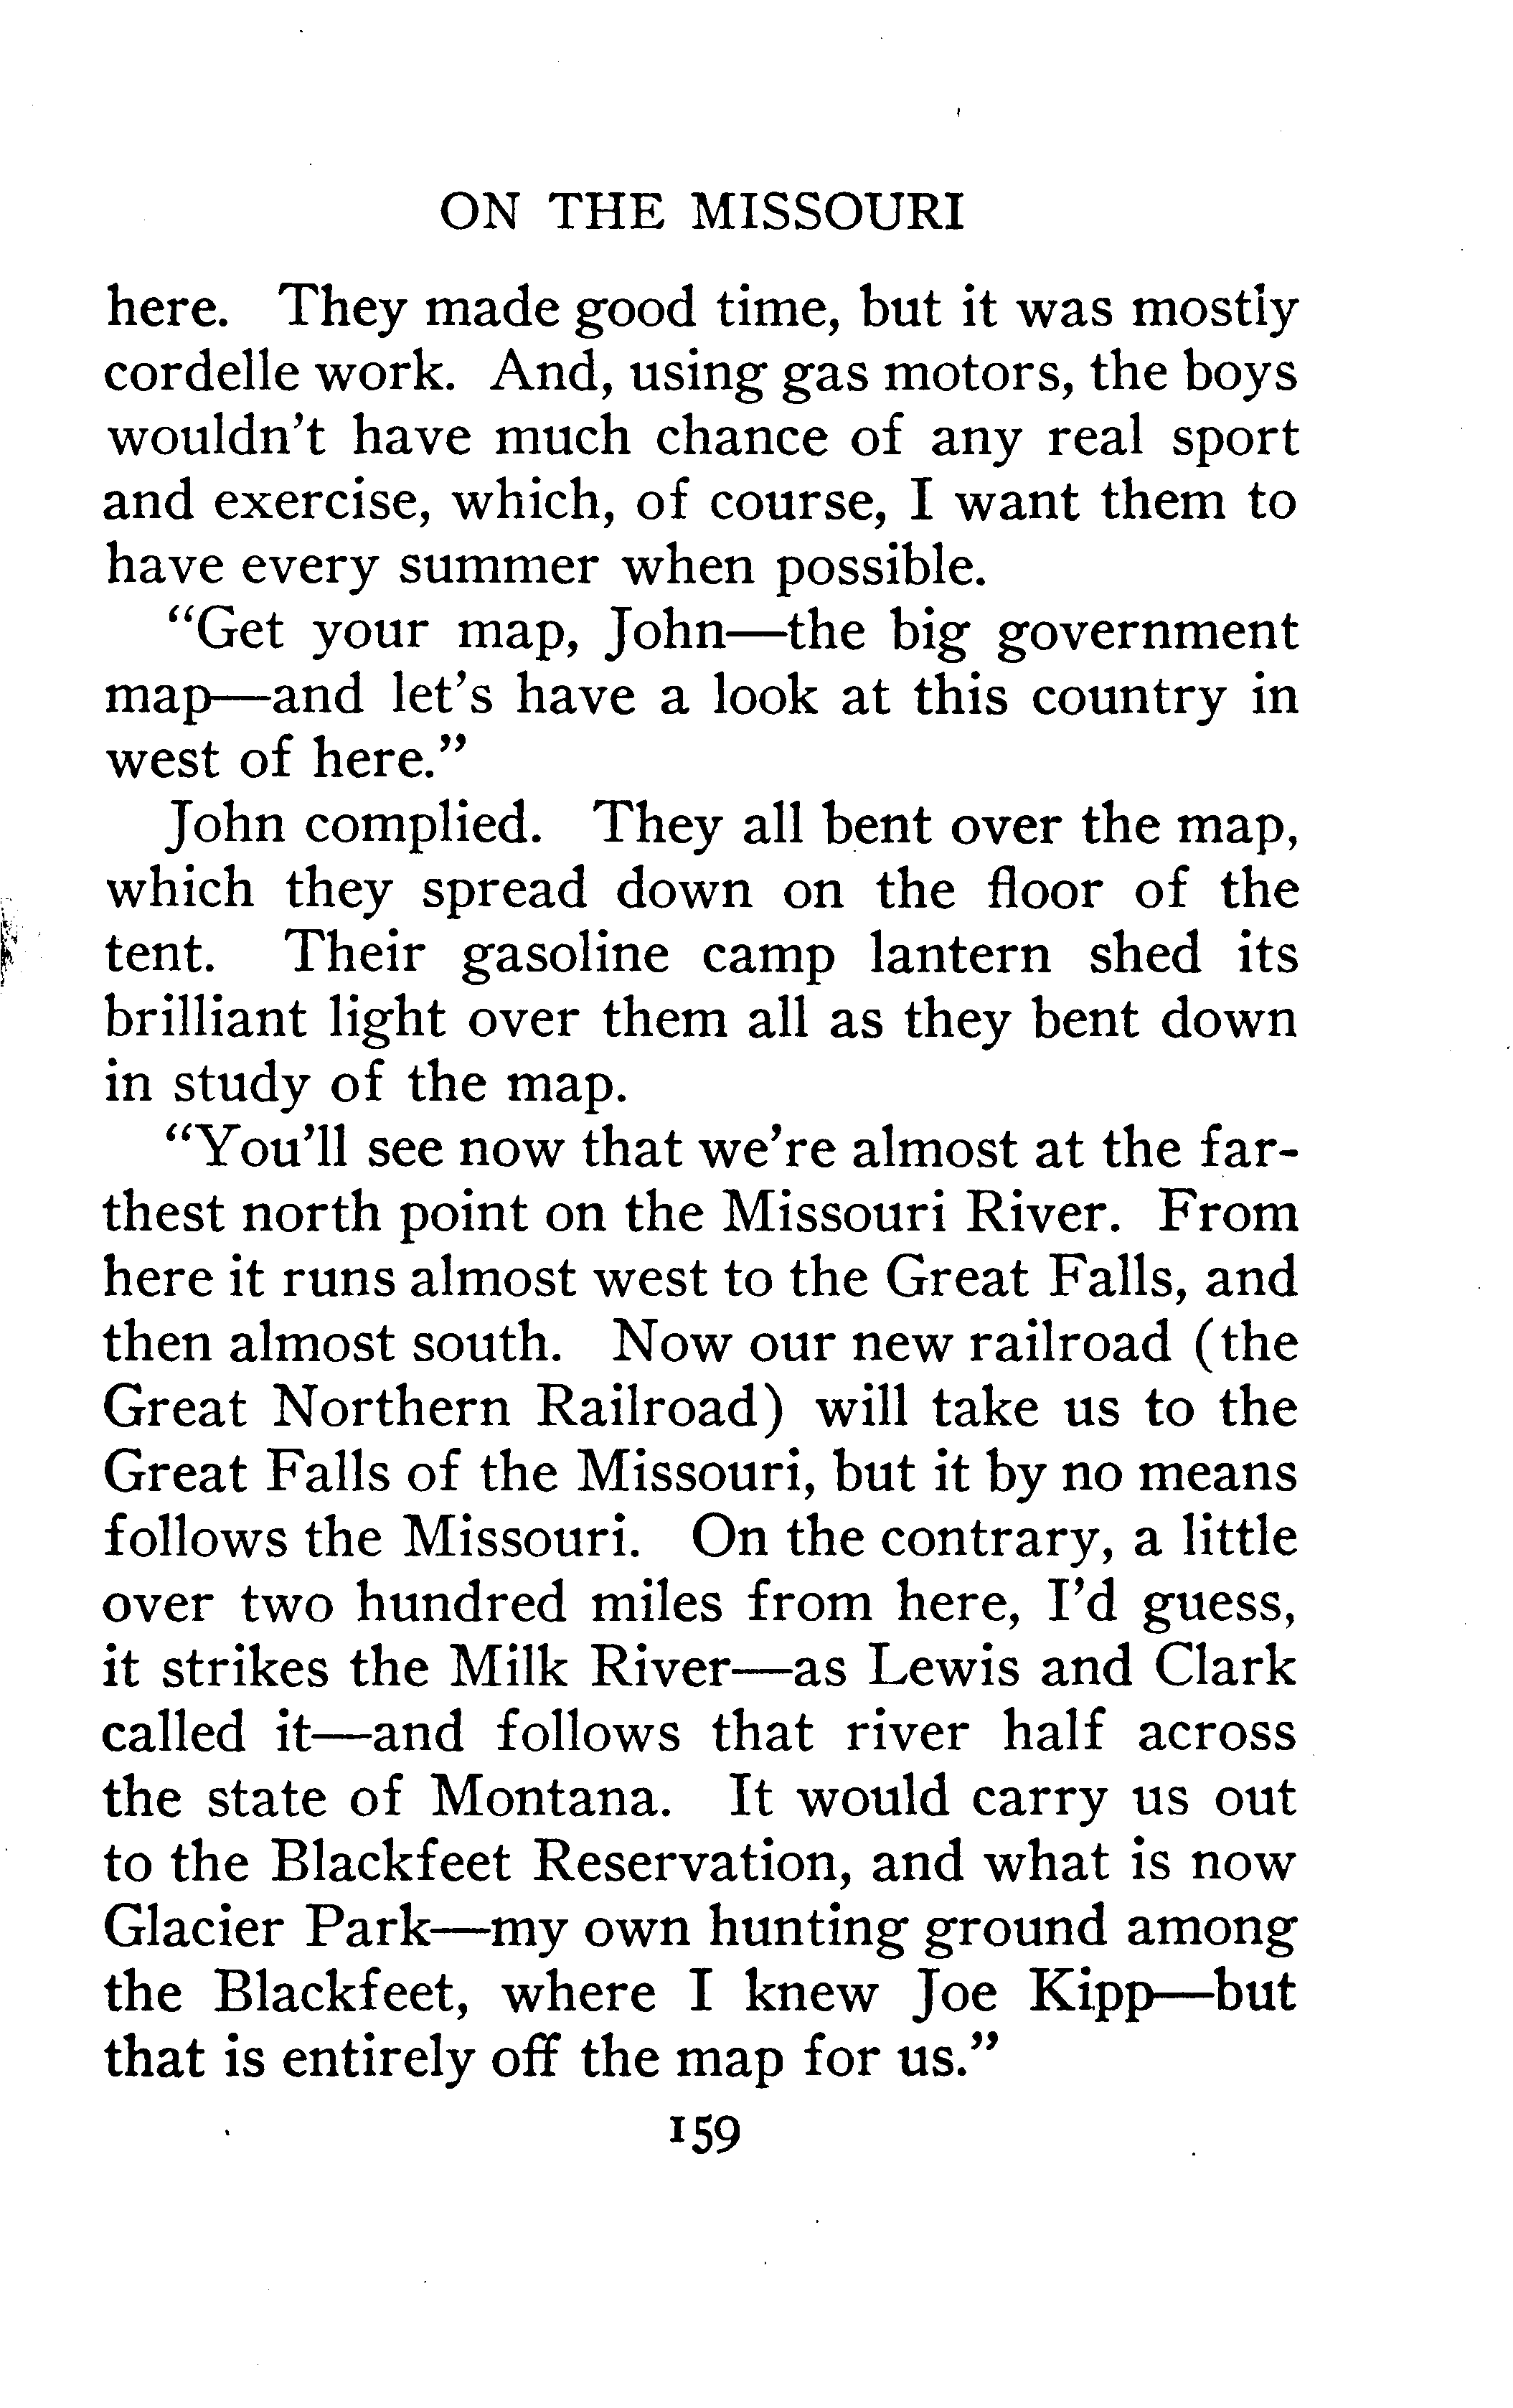 ON THE MISSOURI
here. They made good time, but it was mostly
cordelle work. And, using gas motors, the boys
wouldn't have much chance of any real sport
and exercise, which, of course, I want them to
have every summer when possible.
"Get your map, John—the big government
map—and let's have a look at this country in
west of here."
John complied. They all bent over the map,
which they spread down on the floor of the
tent. Their gasoline camp lantern shed its
brilliant light over them all as they bent down
in study of the map.
"You'll see now that we're almost at the far-
thest north point on the Missouri River. From
here it runs almost west to the Great Falls, and
then almost south. Now our new railroad (the
Great Northern Railroad) will take us to the
Great Falls of the Missouri, but it by no means
follows the Missouri. On the contrary, a little
over two hundred miles from here, I'd guess,
it strikes the Milk River—as Lewis and Clark
called it—and follows that river half across
the state of Montana. It would carry us out
to the Blackfeet Reservation, and what is now
Glacier Park—my own hunting ground among
the Blackfeet, where I knew Joe Kipp—but
that is entirely off the map for us."
159